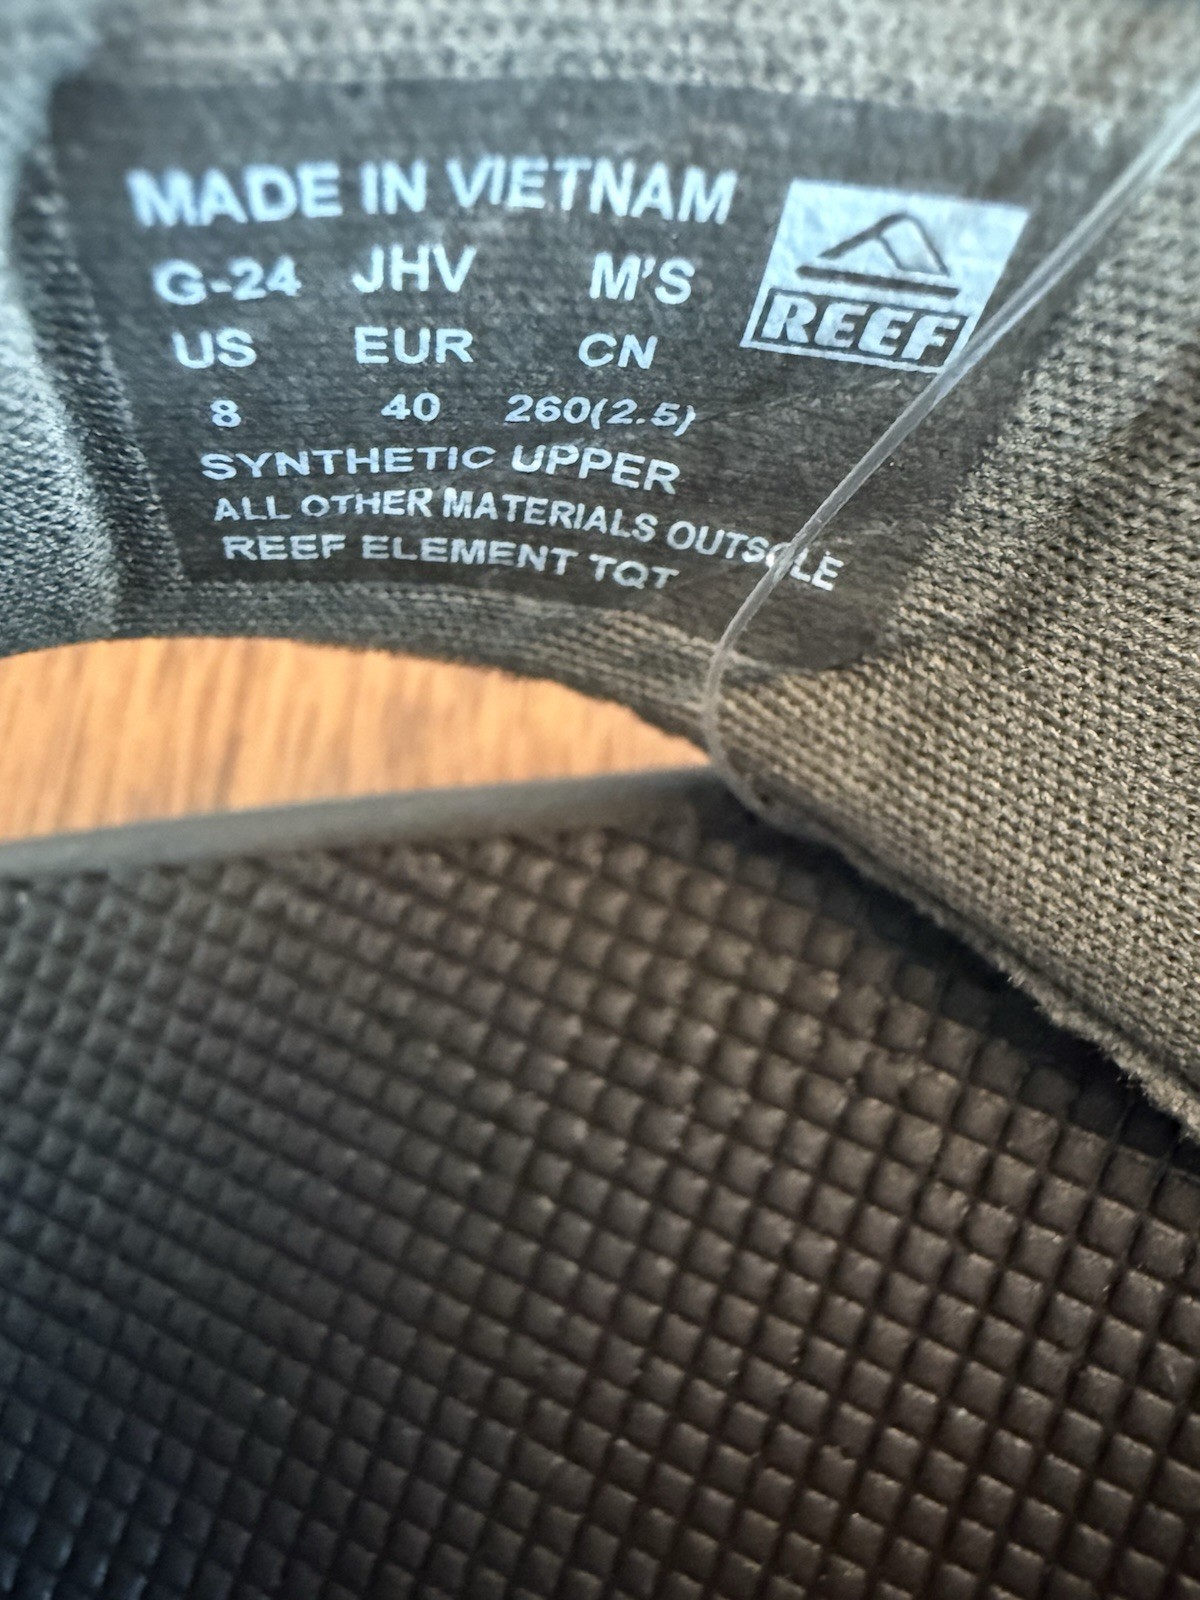 MADE IN VIETNAM
G-24 JHV M'S
REEF
US EUR CN
8 40 260(2.5)
SYNTHETIC UPPER
ALL OTHER MATERIALS OUTSOLE
REEF ELEMENT TQT